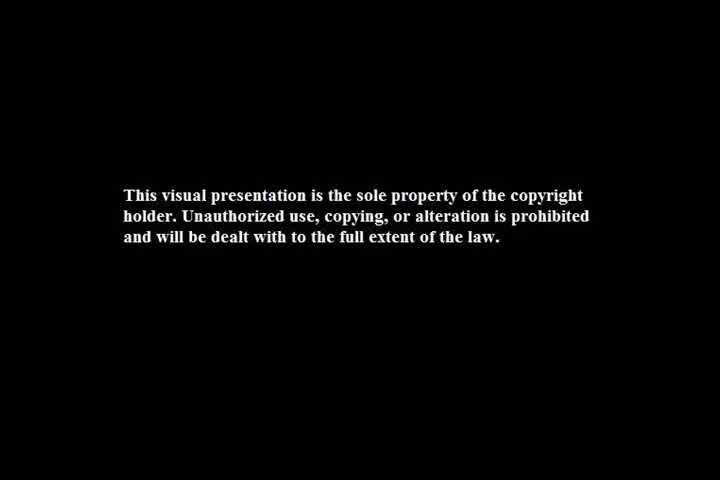 This visual presentation is the sole property of the copyright
holder. Unauthorized use, copying, or alteration is prohibited
and will be dealt with to the full extent of the law.